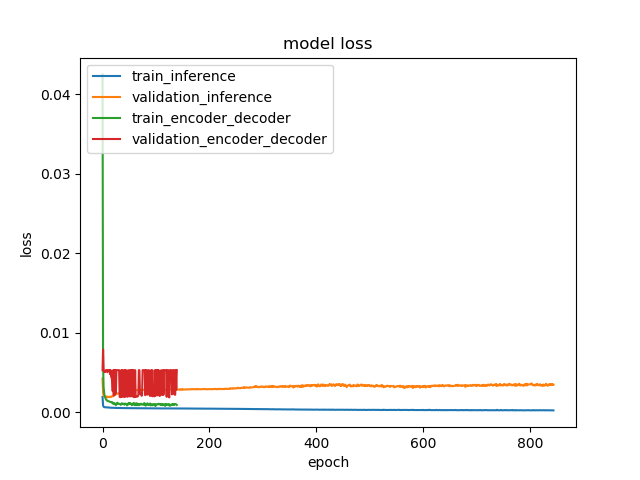 model loss
train_inference
validation_inference
train_encoder_decoder
validation_encoder_decoder
loss
0.04
0.03
0.02
0.01
0.00
0 200 400 600 800
epoch